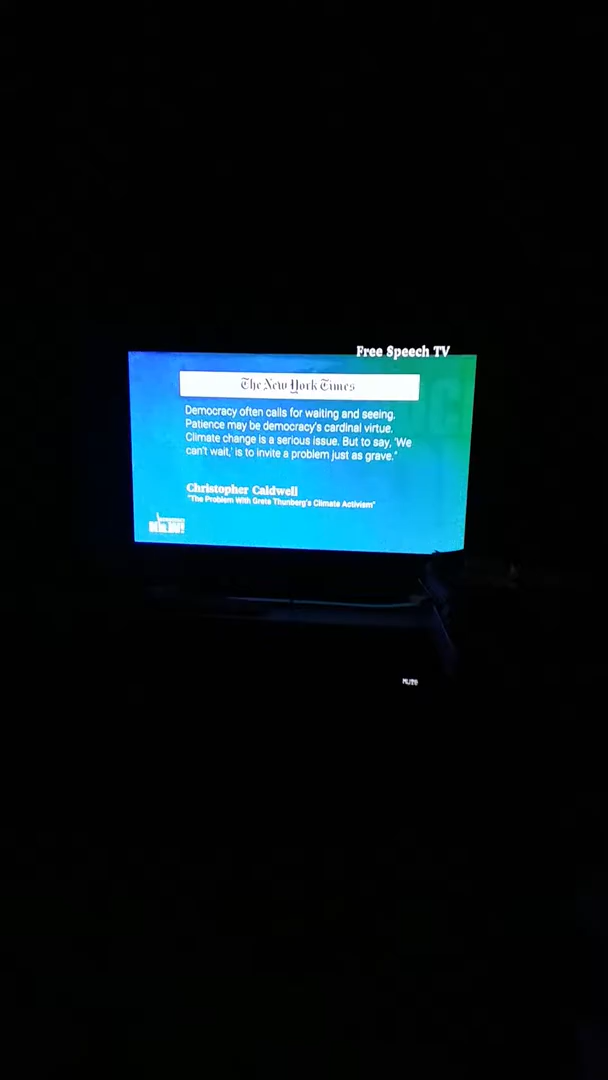 Free Speech TV
The New York Times
Democracy often calls for waiting and seeing.
Patience may be democracy's cardinal virtue.
Climate change is a serious issue. But to say, 'We
can't wait,' is to invite a problem just as grave."
Christopher Caldwell
"The Problem With Greta Thunberg's Climate Activism"
MUTE